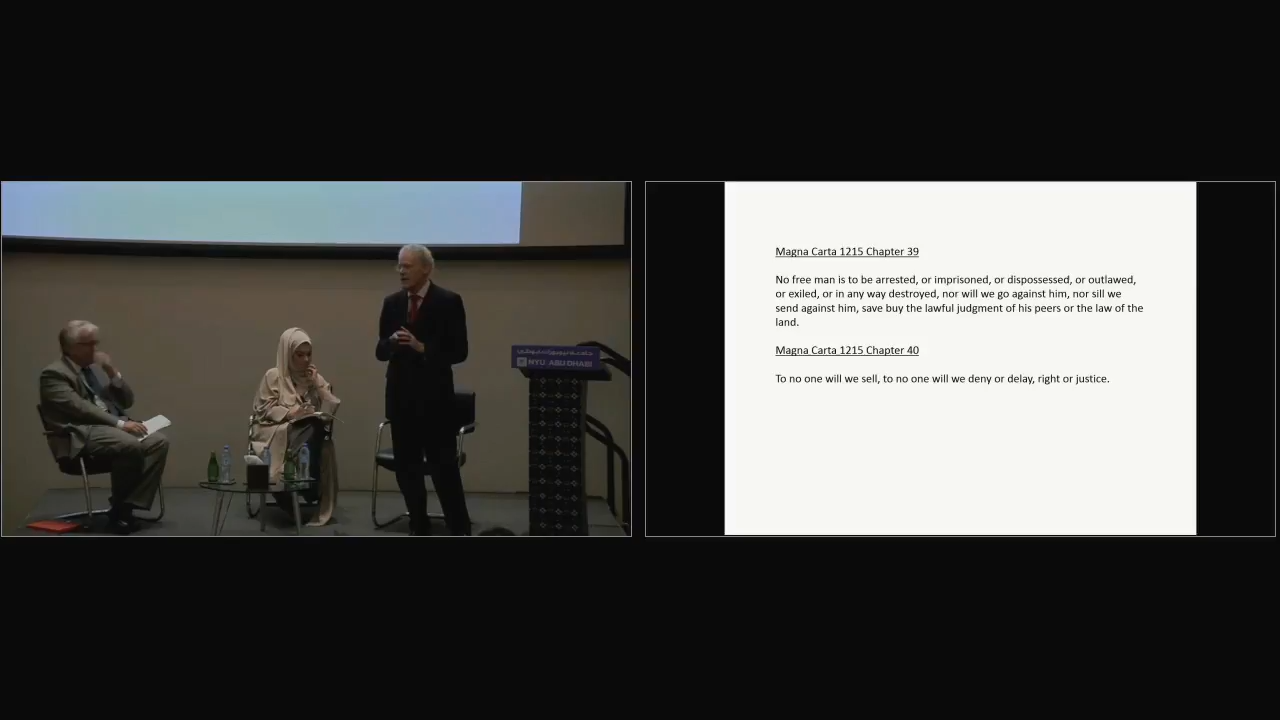 جامعة نيويورك أبوظبي
NYU ABU DHABI
Magna Carta 1215 Chapter 39
No free man is to be arrested, or imprisoned, or dispossessed, or outlawed,
or exiled, or in any way destroyed, nor will we go against him, nor sill we
send against him, save buy the lawful judgment of his peers or the law of the
land.
Magna Carta 1215 Chapter 40
To no one will we sell, to no one will we deny or delay, right or justice.